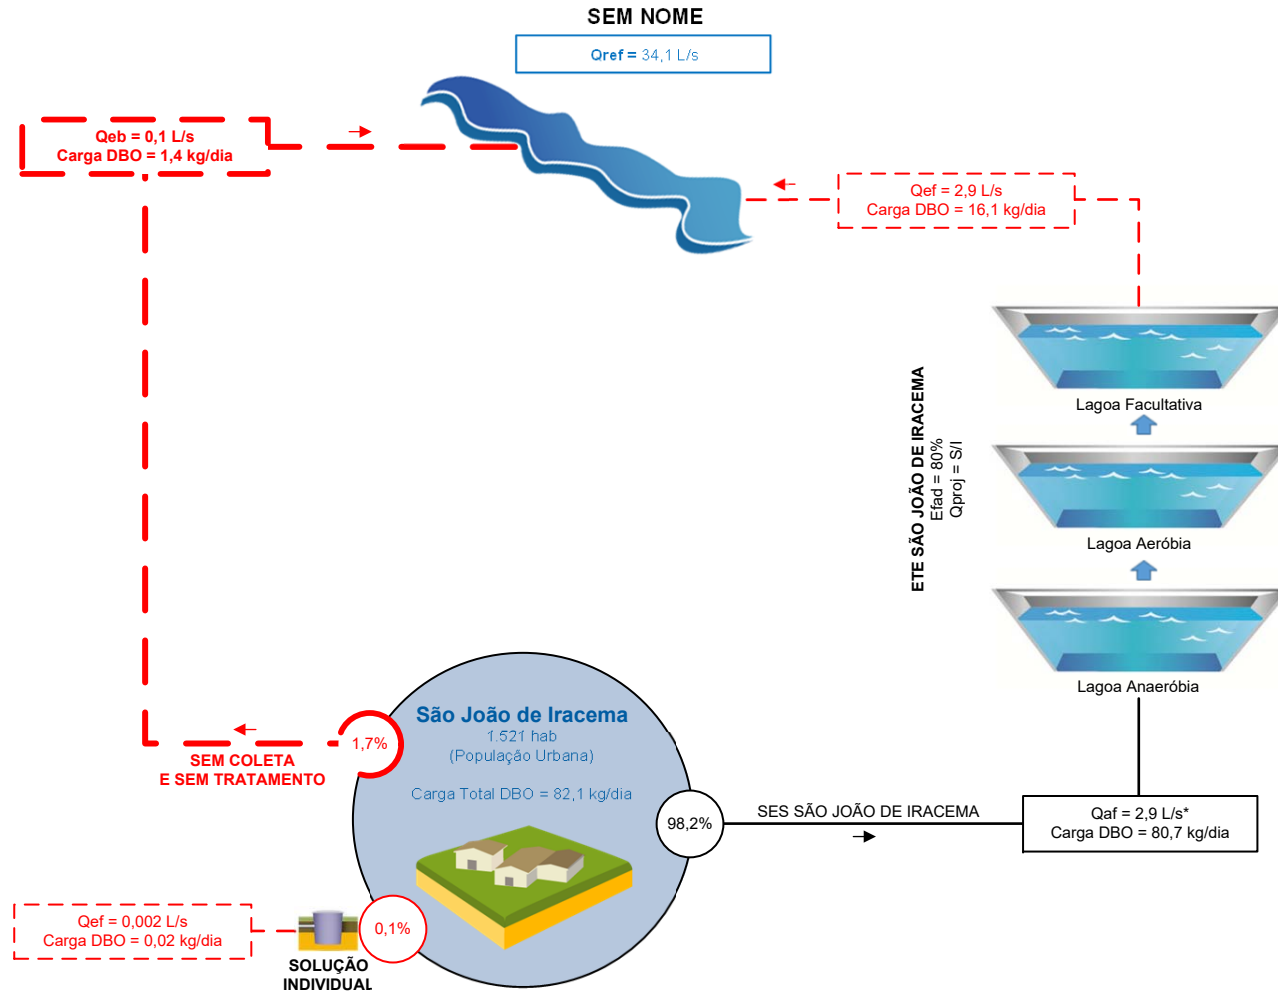 SEM NOME
Qref = 34,1 L/s
Qeb = 0,1 L/s
Carga DBO = 1,4 kg/dia
Qef = 2,9 L/s
Carga DBO = 16,1 kg/dia
Lagoa Facultativa
ETE SÃO JOÃO DE IRACEMA
Efad = 80%
Qproj = S/I
Lagoa Aeróbia
Lagoa Anaeróbia
São João de Iracema
1.521 hab
(População Urbana)
Carga Total DBO = 82,1 kg/dia
1,7%
SEM COLETA
E SEM TRATAMENTO
98,2%
SES SÃO JOÃO DE IRACEMA
Qaf = 2,9 L/s*
Carga DBO = 80,7 kg/dia
0,1%
Qef = 0,002 L/s
Carga DBO = 0,02 kg/dia
SOLUÇÃO
INDIVIDUAL